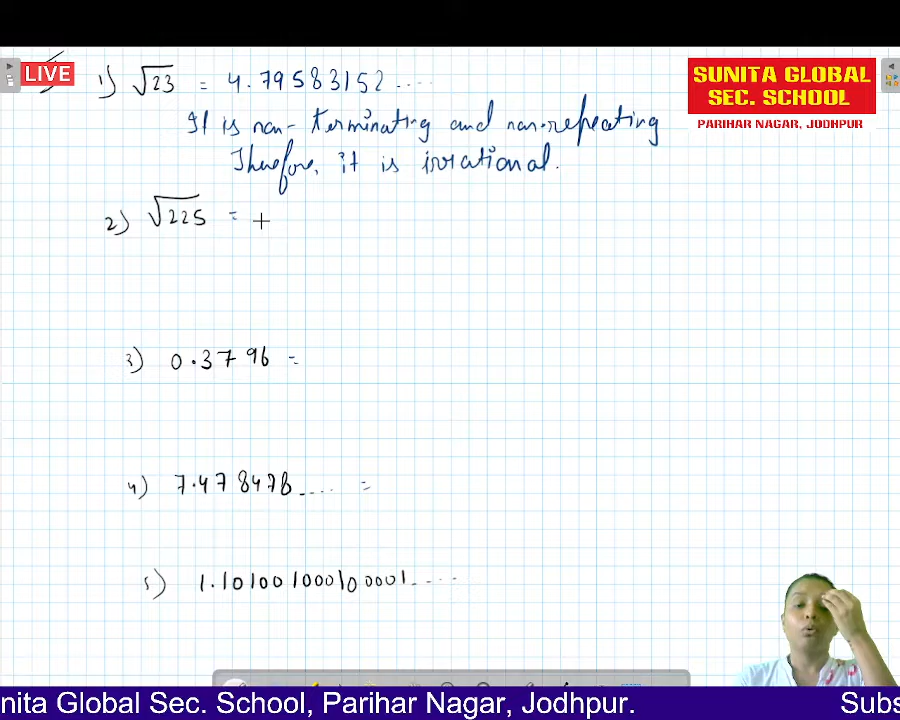 LIVE
SUNITA GLOBAL
SEC. SCHOOL
PARIHAR NAGAR, JODHPUR
1) √23 = 4.79583152....
It is non-terminating and non-repeating
Therefore, it is irrational.
2) √225 =
3) 0.3796 =
4) 7.478478.... =
5) 1.101001000100001....
nita Global Sec. School, Parihar Nagar, Jodhpur. Subs